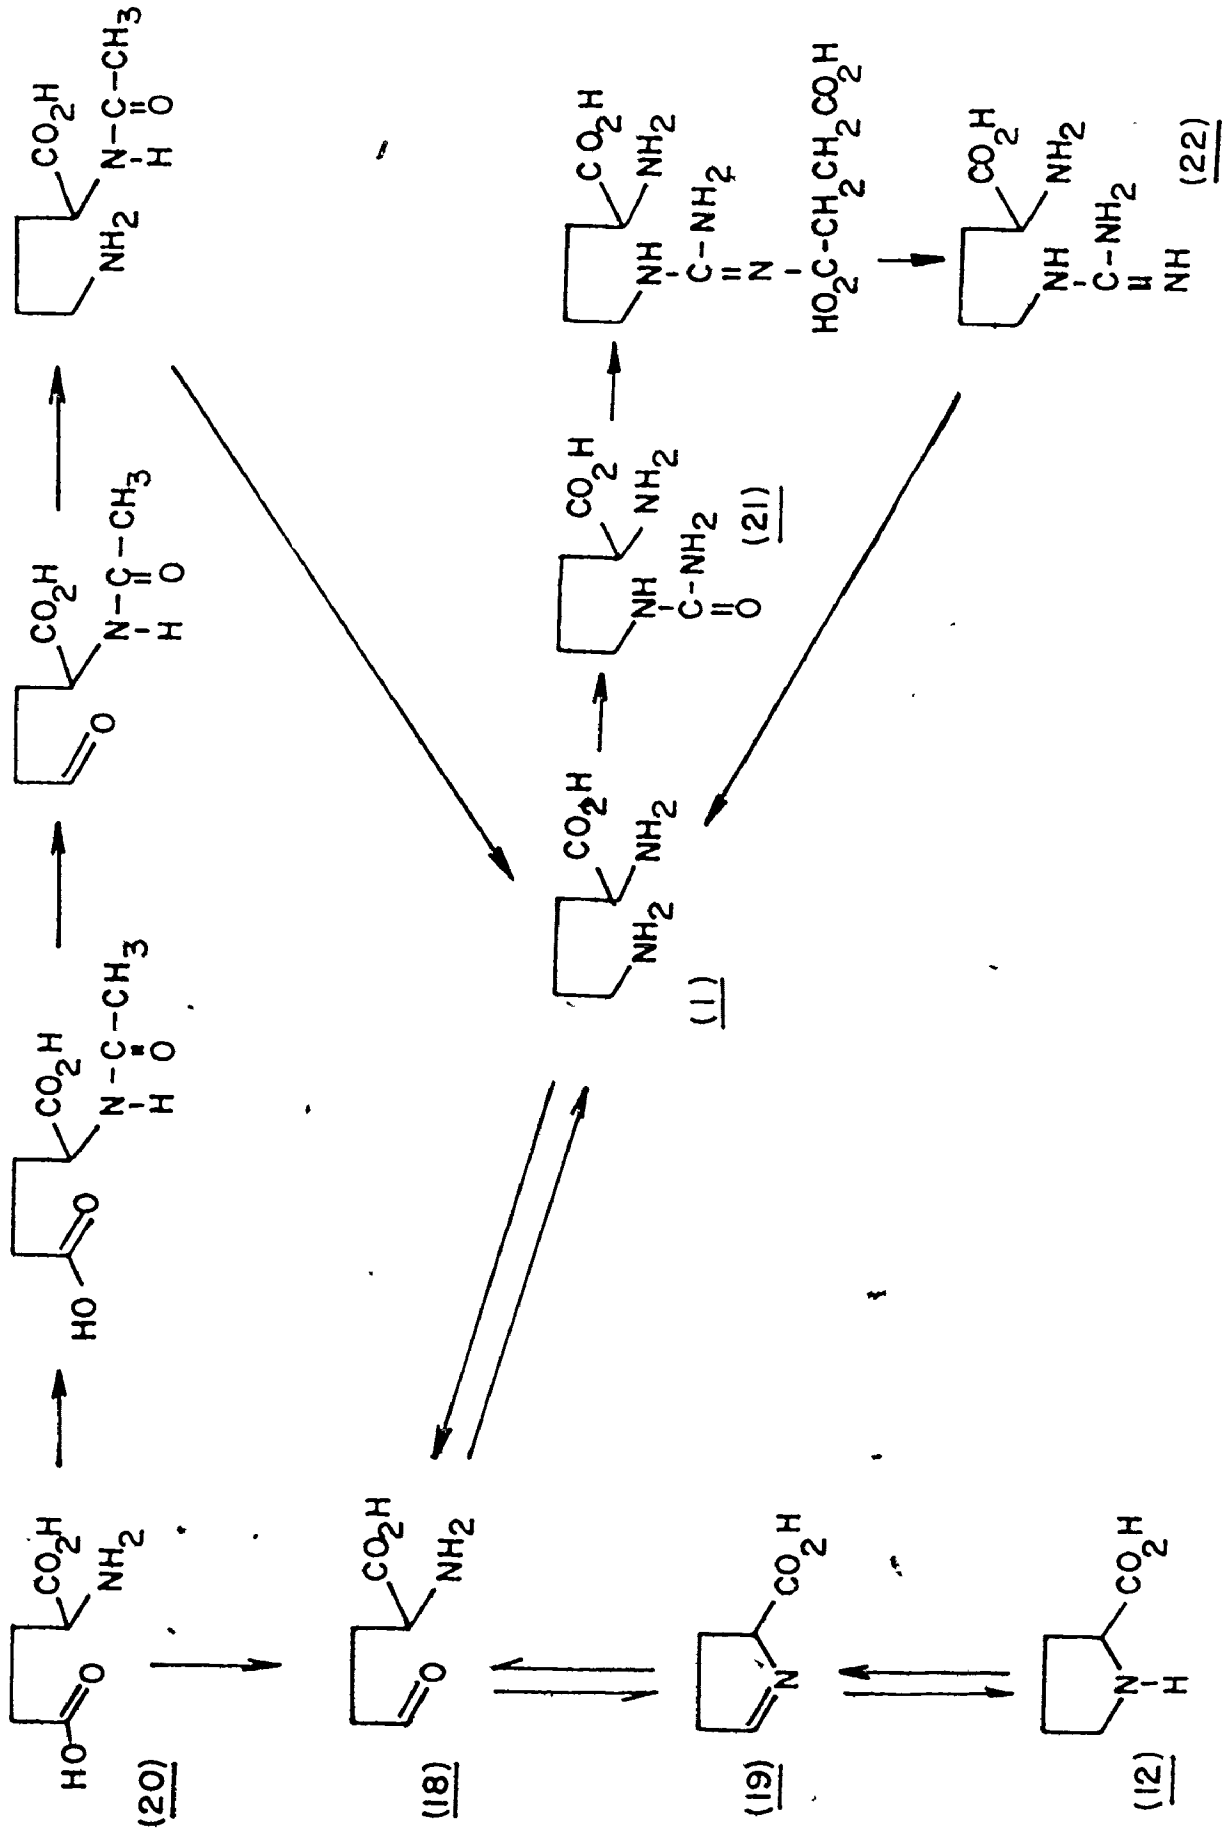 CO2H
O NH2
HO
(20)
CO2H
HO O N-C-CH3
H O
CO2H
O N-C-CH3
H O
CO2H
NH2 N-C-CH3
H O
CO2H
O NH2
(18)
CO2H
NH2 NH2
(1)
CO2H
NH NH2
C-NH2
O
(21)
CO2H
NH NH2
C-NH2
N
HO2C-CH2CH2CO2H
CO2H
N
(19)
CO2H
N
H
(12)
CO2H
NH NH2
C-NH2
NH
(22)